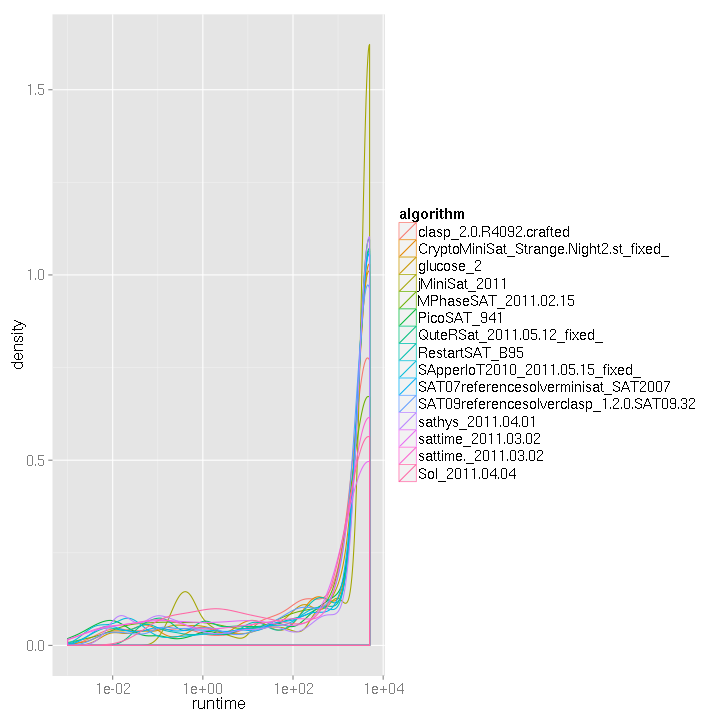 1.5
1.0
0.5
0.0
density
1e-02 1e+00 1e+02 1e+04
runtime
algorithm
clasp_2.0.R4092.crafted
CryptoMiniSat_Strange.Night2.st_fixed_
glucose_2
jMiniSat_2011
MPhaseSAT_2011.02.15
PicoSAT_941
QuteRSat_2011.05.12_fixed_
RestartSAT_B95
SApperloT2010_2011.05.15_fixed_
SAT07referencesolverminisat_SAT2007
SAT09referencesolverclasp_1.2.0.SAT09.32
sathys_2011.04.01
sattime_2011.03.02
sattime._2011.03.02
Sol_2011.04.04